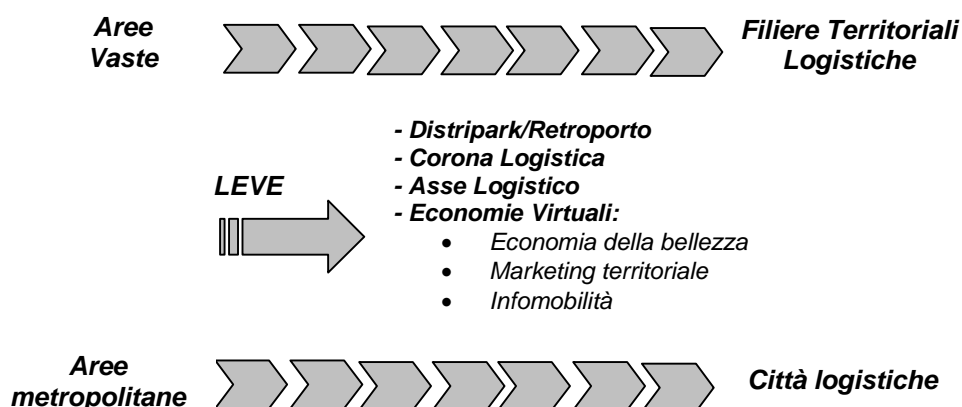 Aree
Vaste
Filiere Territoriali
Logistiche
- Distripark/Retroporto
- Corona Logistica
- Asse Logistico
- Economie Virtuali:
• Economia della bellezza
• Marketing territoriale
• Infomobilità
LEVE
Aree
metropolitane
Città logistiche